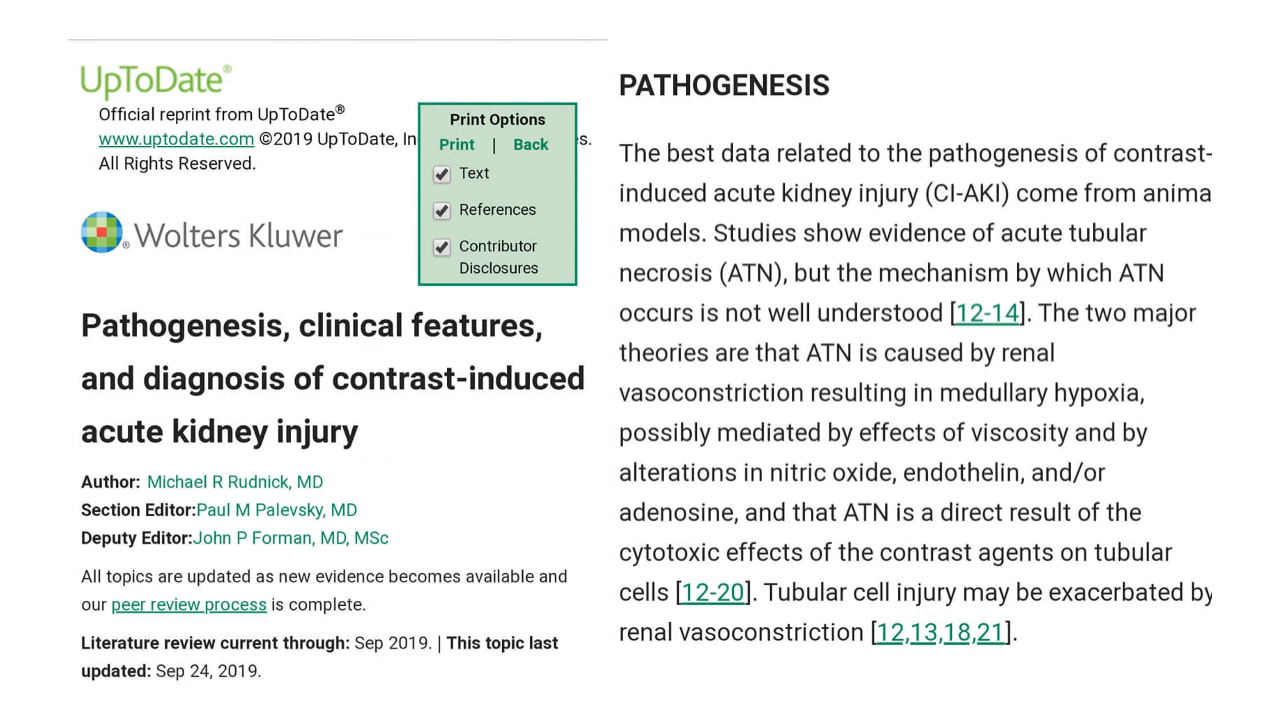 UpToDate®
Official reprint from UpToDate®
www.uptodate.com ©2019 UpToDate, In
s.
All Rights Reserved.
Print Options
Print | Back
Text
References
Contributor
Disclosures
® Wolters Kluwer
Pathogenesis, clinical features,
and diagnosis of contrast-induced
acute kidney injury
Author: Michael R Rudnick, MD
Section Editor:Paul M Palevsky, MD
Deputy Editor:John P Forman, MD, MSc
All topics are updated as new evidence becomes available and
our peer review process is complete.
Literature review current through: Sep 2019. | This topic last
updated: Sep 24, 2019.
PATHOGENESIS
The best data related to the pathogenesis of contrast-
induced acute kidney injury (CI-AKI) come from anima
models. Studies show evidence of acute tubular
necrosis (ATN), but the mechanism by which ATN
occurs is not well understood [12-14]. The two major
theories are that ATN is caused by renal
vasoconstriction resulting in medullary hypoxia,
possibly mediated by effects of viscosity and by
alterations in nitric oxide, endothelin, and/or
adenosine, and that ATN is a direct result of the
cytotoxic effects of the contrast agents on tubular
cells [12-20]. Tubular cell injury may be exacerbated by
renal vasoconstriction [12,13,18,21].